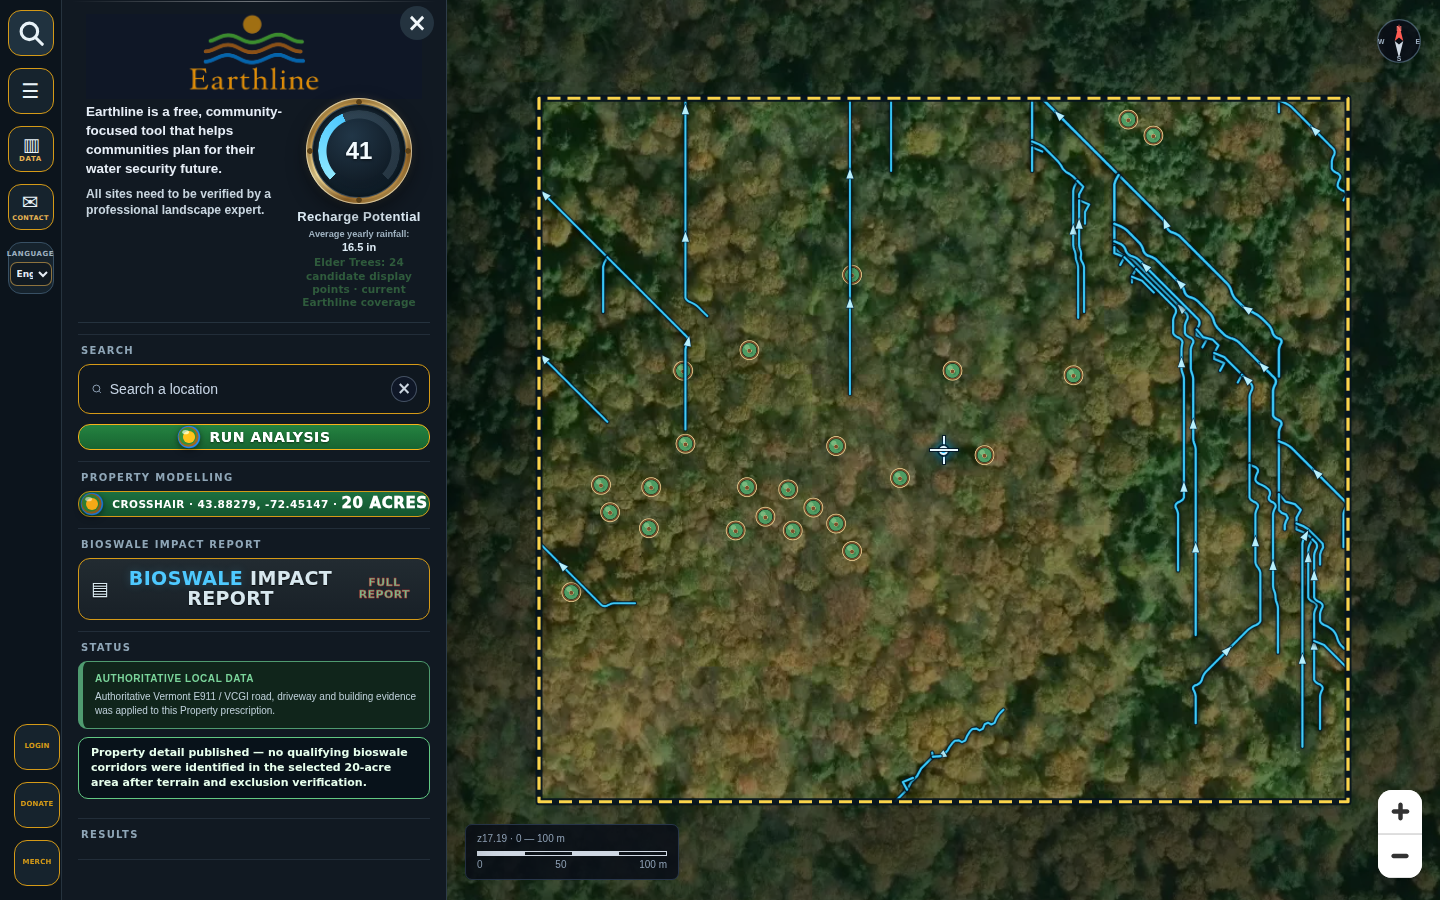 Earthline
Earthline is a free, community-
focused tool that helps
communities plan for their
water security future.
All sites need to be verified by a
professional landscape expert.
41
Recharge Potential
Average yearly rainfall:
16.5 in
Elder Trees: 24
candidate display
points · current
Earthline coverage
DATA
CONTACT
LANGUAGE
Eng
SEARCH
Search a location
RUN ANALYSIS
PROPERTY MODELLING
CROSSHAIR · 43.88279, -72.45147 · 20 ACRES
BIOSWALE IMPACT REPORT
BIOSWALE IMPACT
REPORT
FULL
REPORT
STATUS
AUTHORITATIVE LOCAL DATA
Authoritative Vermont E911 / VCGI road, driveway and building evidence
was applied to this Property prescription.
Property detail published — no qualifying bioswale
corridors were identified in the selected 20-acre
area after terrain and exclusion verification.
RESULTS
LOGIN
DONATE
MERCH
W E
S
z17.19 · 0 — 100 m
0 50 100 m